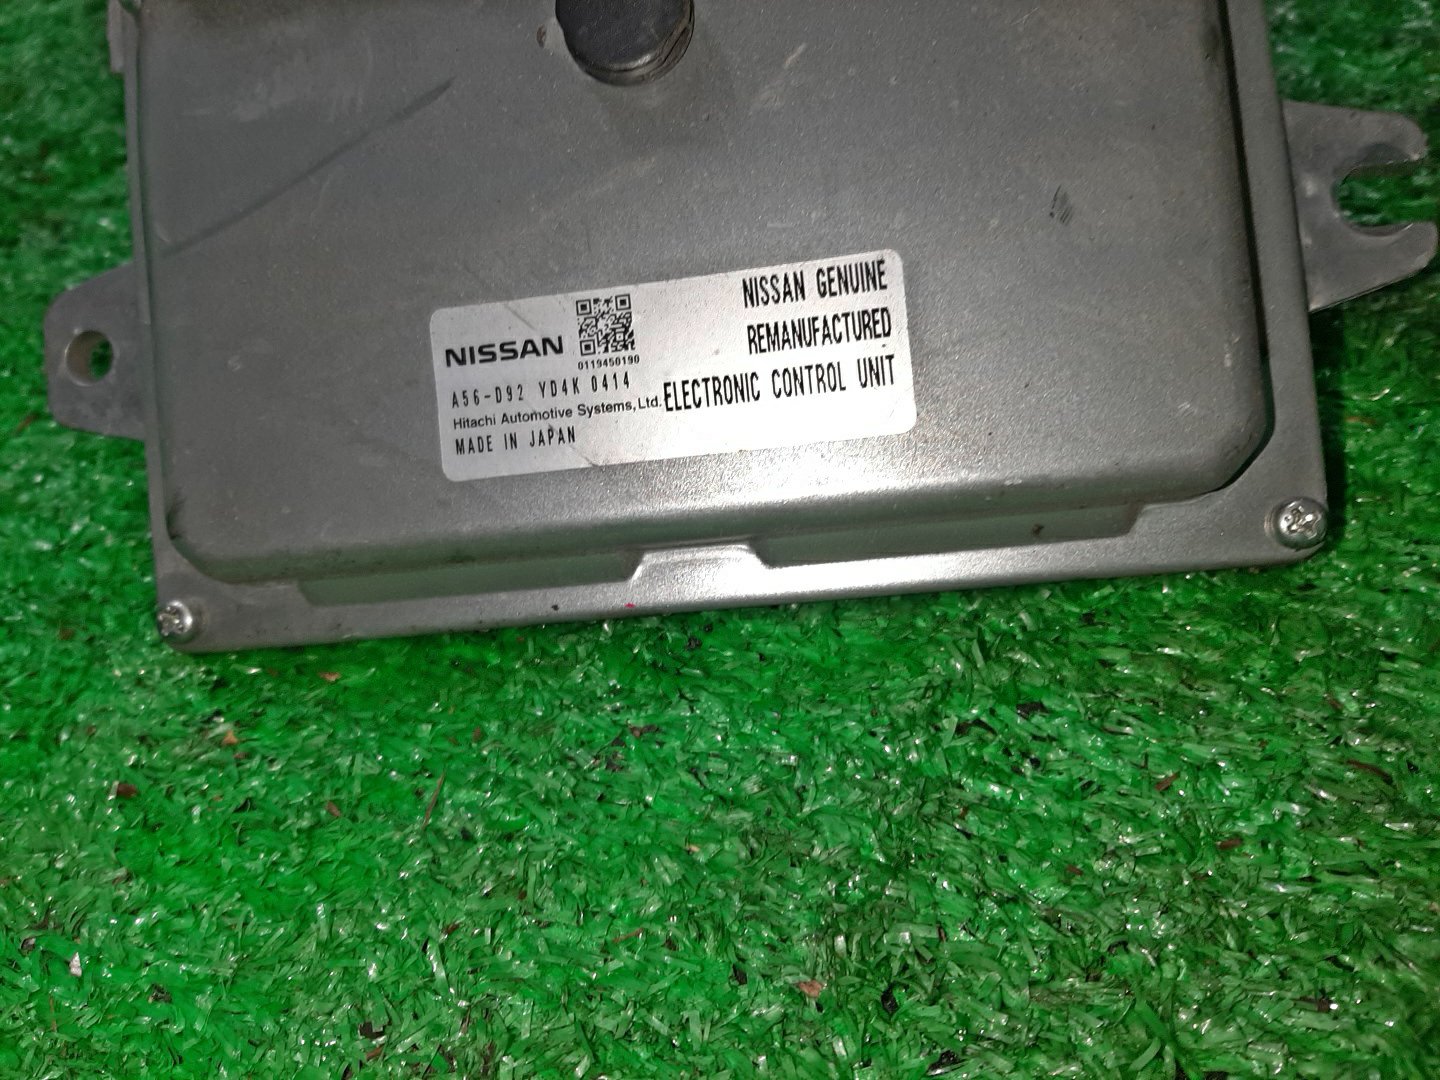 NISSAN
0119450190
A56-D92 YD4K 0414
Hitachi Automotive Systems, Ltd.
MADE IN JAPAN
NISSAN GENUINE
REMANUFACTURED
ELECTRONIC CONTROL UNIT